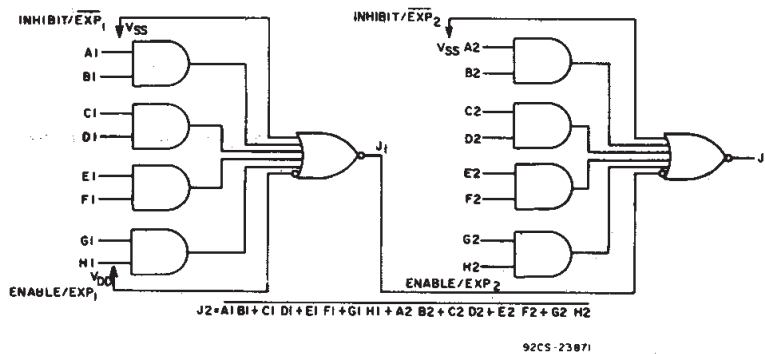 INHIBIT/EXP1
VSS
A1
B1
C1
D1
E1
F1
G1
H1
VDD
ENABLE/EXP1
J1
INHIBIT/EXP2
VSS
A2
B2
C2
D2
E2
F2
G2
H2
ENABLE/EXP2
J
J2=A1 B1+C1 D1+E1 F1+G1 H1+A2 B2+C2 D2+E2 F2+G2 H2
92CS-23871